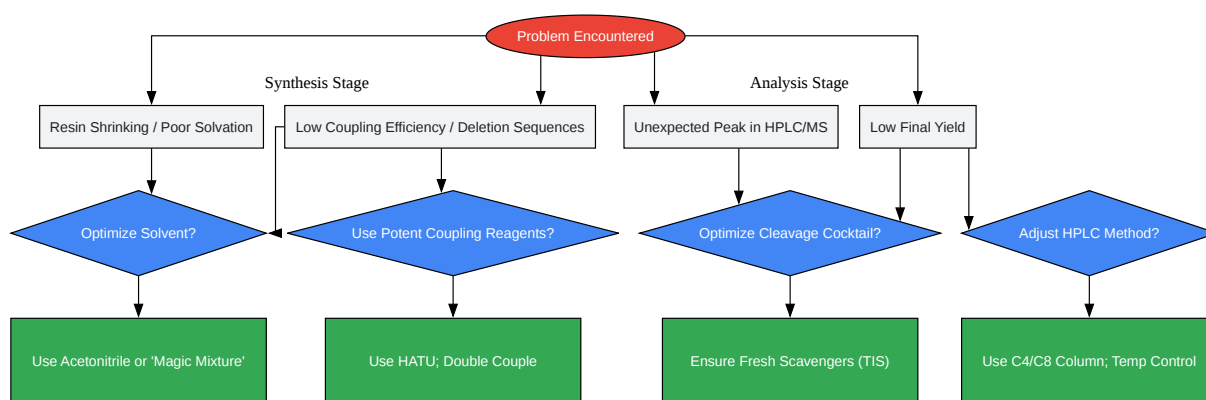 Problem Encountered
Synthesis Stage
Analysis Stage
Resin Shrinking / Poor Solvation
Low Coupling Efficiency / Deletion Sequences
Unexpected Peak in HPLC/MS
Low Final Yield
Optimize Solvent?
Use Potent Coupling Reagents?
Optimize Cleavage Cocktail?
Adjust HPLC Method?
Use Acetonitrile or 'Magic Mixture'
Use HATU; Double Couple
Ensure Fresh Scavengers (TIS)
Use C4/C8 Column; Temp Control